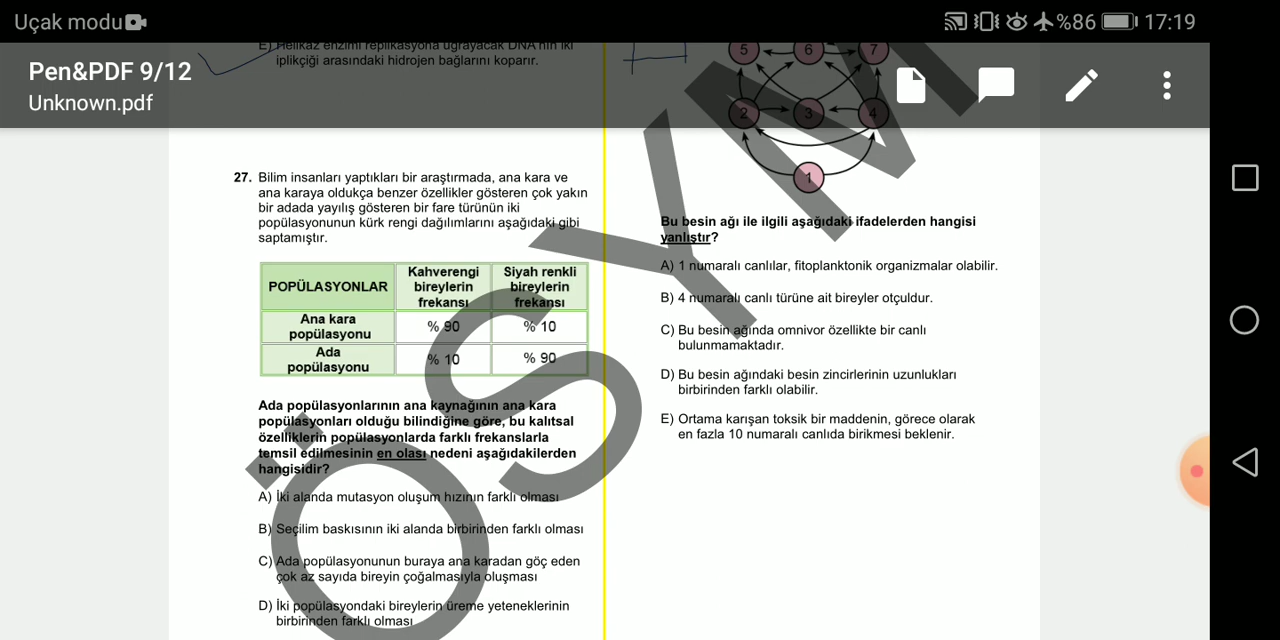 Uçak modu
%86 17:19
E) Helikaz enzimi replikasyona uğrayacak DNA'nın iki
iplikçiği arasındaki hidrojen bağlarını koparır.
Pen&PDF 9/12
Unknown.pdf
27. Bilim insanları yaptıkları bir araştırmada, ana kara ve
ana karaya oldukça benzer özellikler gösteren çok yakın
bir adada yayılış gösteren bir fare türünün iki
popülasyonunun kürk rengi dağılımlarını aşağıdaki gibi
saptamıştır.
POPÜLASYONLAR
Kahverengi
bireylerin
frekansı
Siyah renkli
bireylerin
frekansı
Ana kara
popülasyonu
% 90
% 10
Ada
popülasyonu
% 10
% 90
Ada popülasyonlarının ana kaynağının ana kara
popülasyonları olduğu bilindiğine göre, bu kalıtsal
özelliklerin popülasyonlarda farklı frekanslarla
temsil edilmesinin en olası nedeni aşağıdakilerden
hangisidir?
A) İki alanda mutasyon oluşum hızının farklı olması
B) Seçilim baskısının iki alanda birbirinden farklı olması
C) Ada popülasyonunun buraya ana karadan göç eden
çok az sayıda bireyin çoğalmasıyla oluşması
D) İki popülasyondaki bireylerin üreme yeteneklerinin
birbirinden farklı olması
5 6 7
2 3 4
1
Bu besin ağı ile ilgili aşağıdaki ifadelerden hangisi
yanlıştır?
A) 1 numaralı canlılar, fitoplanktonik organizmalar olabilir.
B) 4 numaralı canlı türüne ait bireyler otçuldur.
C) Bu besin ağında omnivor özellikte bir canlı
bulunmamaktadır.
D) Bu besin ağındaki besin zincirlerinin uzunlukları
birbirinden farklı olabilir.
E) Ortama karışan toksik bir maddenin, görece olarak
en fazla 10 numaralı canlıda birikmesi beklenir.
ÖSYM